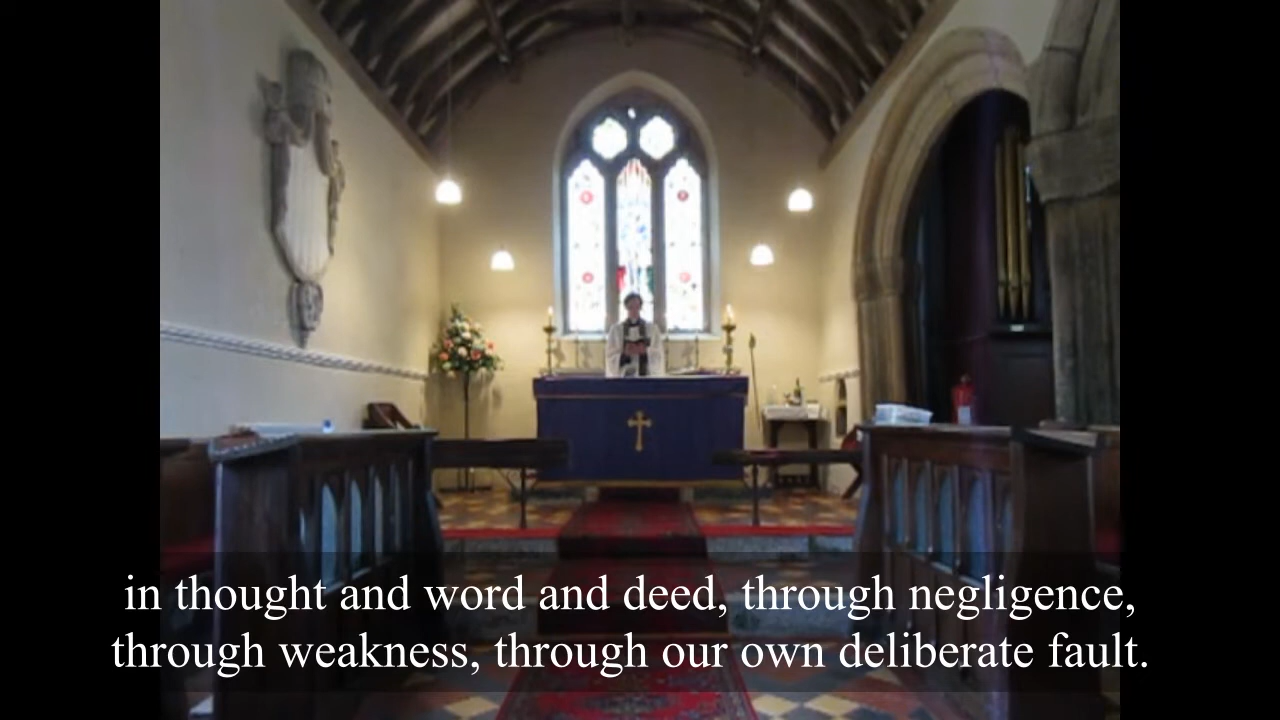 in thought and word and deed, through negligence,
through weakness, through our own deliberate fault.